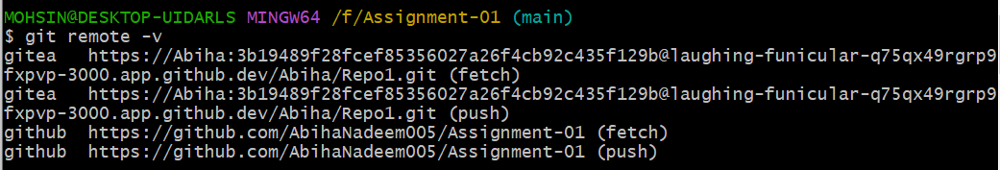 MOHSIN@DESKTOP-UIDARLS MINGW64 /f/Assignment-01 (main)
$ git remote -v
gitea   https://Abiha:3b19489f28fcef85356027a26f4cb92c435f129b@laughing-funicular-q75qx49rgrp9
fxpvp-3000.app.github.dev/Abiha/Repo1.git (fetch)
gitea   https://Abiha:3b19489f28fcef85356027a26f4cb92c435f129b@laughing-funicular-q75qx49rgrp9
fxpvp-3000.app.github.dev/Abiha/Repo1.git (push)
github  https://github.com/AbihaNadeem005/Assignment-01 (fetch)
github  https://github.com/AbihaNadeem005/Assignment-01 (push)